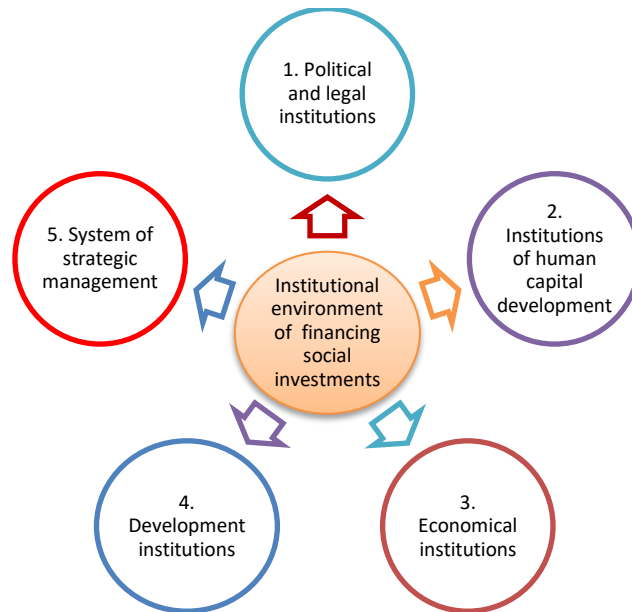 1. Political
and legal
institutions
2.
Institutions
of human
capital
development
3.
Economical
institutions
4.
Development
institutions
5. System of
strategic
management
Institutional
environment
of financing
social
investments